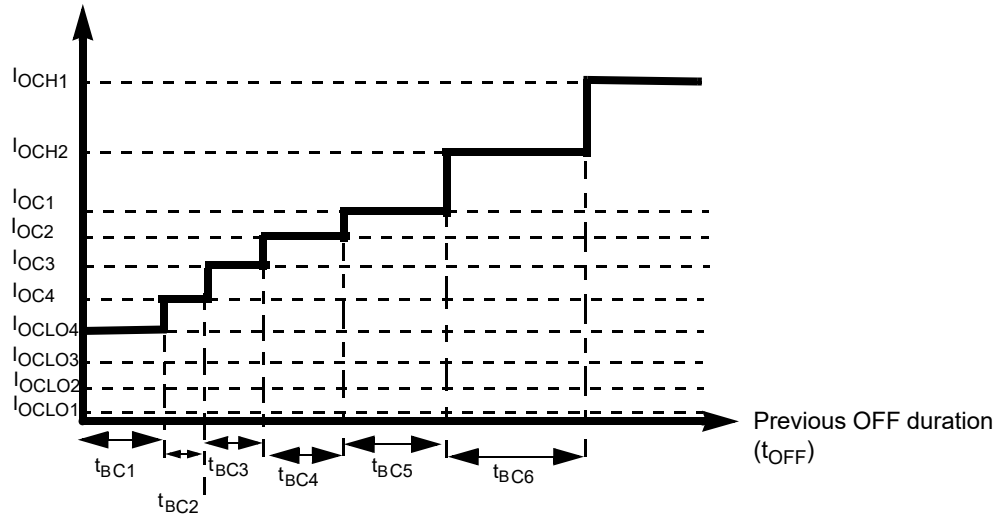 IOCH1
IOCH2
IOC1
IOC2
IOC3
IOC4
IOCLO4
IOCLO3
IOCLO2
IOCLO1
Previous OFF duration
(tOFF)
tBC1
tBC2
tBC3
tBC4
tBC5
tBC6